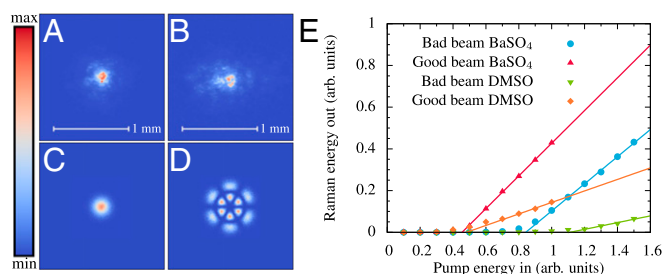 max
min
A
B
1 mm
1 mm
C
D
E
Raman energy out (arb. units)
1
0.8
0.6
0.4
0.2
0
Bad beam BaSO₄
Good beam BaSO₄
Bad beam DMSO
Good beam DMSO
0.0 0.2 0.4 0.6 0.8 1.0 1.2 1.4 1.6
Pump energy in (arb. units)